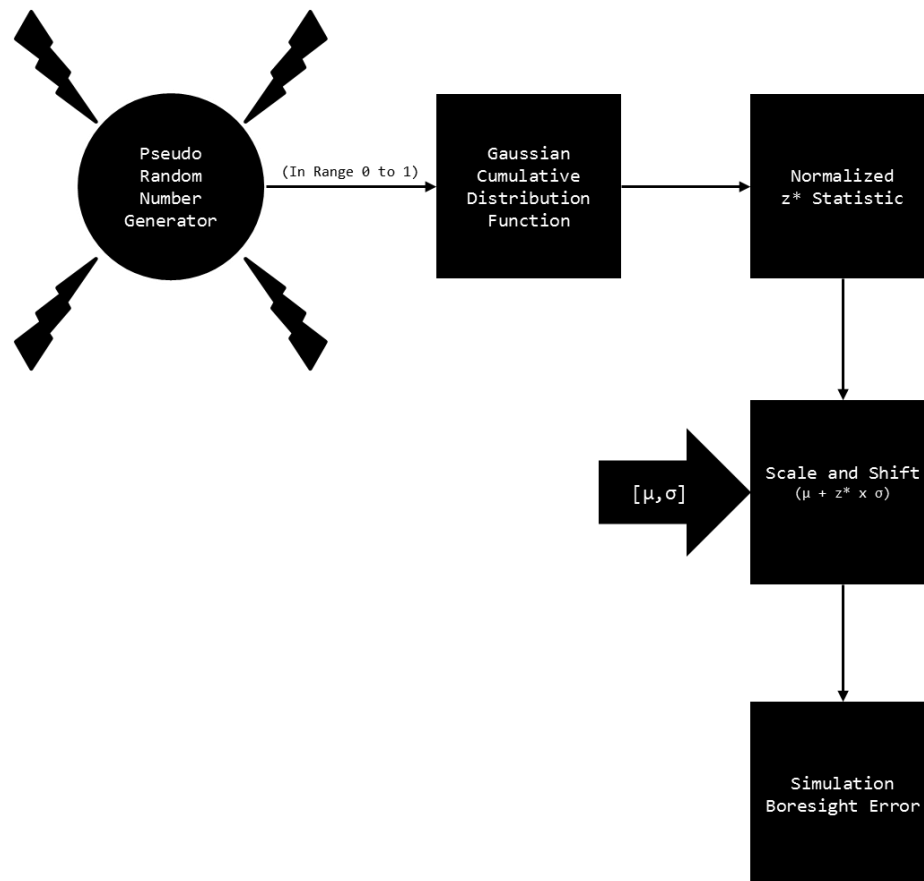 Pseudo
Random
Number
Generator
(In Range 0 to 1)
Gaussian
Cumulative
Distribution
Function
Normalized
z* Statistic
[μ,σ]
Scale and Shift
(μ + z* x σ)
Simulation
Boresight Error